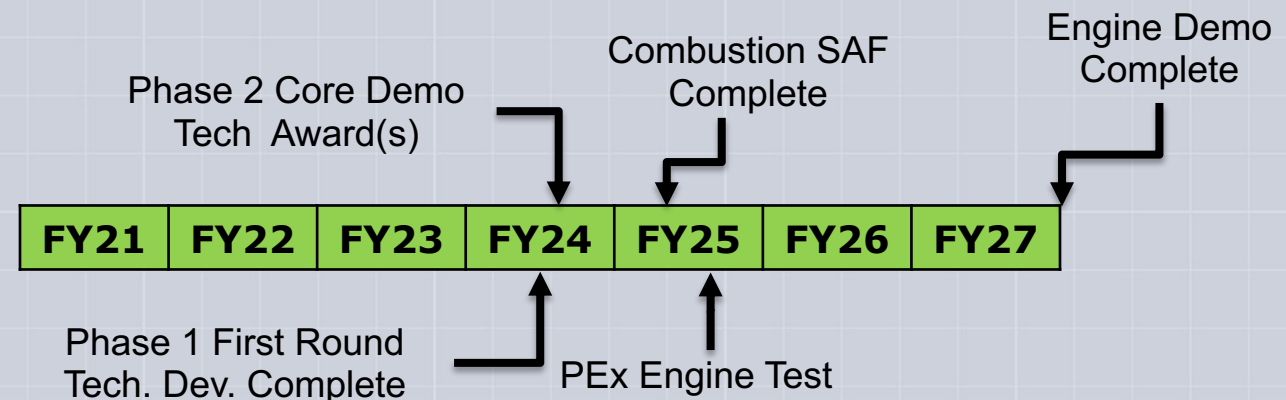 Engine Demo
Complete
Combustion SAF
Complete
Phase 2 Core Demo
Tech Award(s)
FY21 FY22 FY23 FY24 FY25 FY26 FY27
Phase 1 First Round
Tech. Dev. Complete
PEx Engine Test